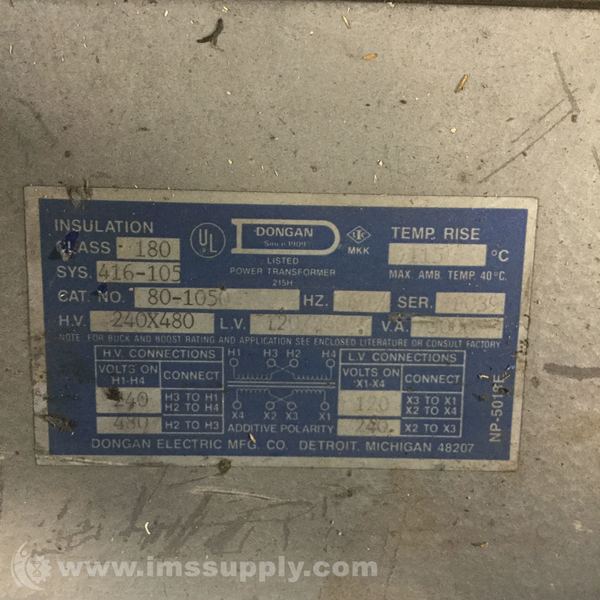 INSULATION
CLASS 180
SYS. 416-105
UL
DONGAN
Since 1909
LISTED
POWER TRANSFORMER
215H
MKK
TEMP. RISE
115 °C
MAX. AMB. TEMP. 40°C.
CAT. NO. 80-1050 HZ. SER.
H.V. 240X480 L.V. V.A.
NOTE FOR BUCK AND BOOST RATING AND APPLICATION SEE ENCLOSED LITERATURE OR CONSULT FACTORY
H.V. CONNECTIONS
VOLTS ON H1-H4 CONNECT
240 H3 TO H1 H2 TO H4
480 H2 TO H3
H1 H3 H2 H4
X4 X2 X3 X1
ADDITIVE POLARITY
L.V. CONNECTIONS
VOLTS ON X1-X4 CONNECT
120 X3 TO X1 X2 TO X4
240 X2 TO X3
DONGAN ELECTRIC MFG. CO. DETROIT, MICHIGAN 48207
www.imssupply.com